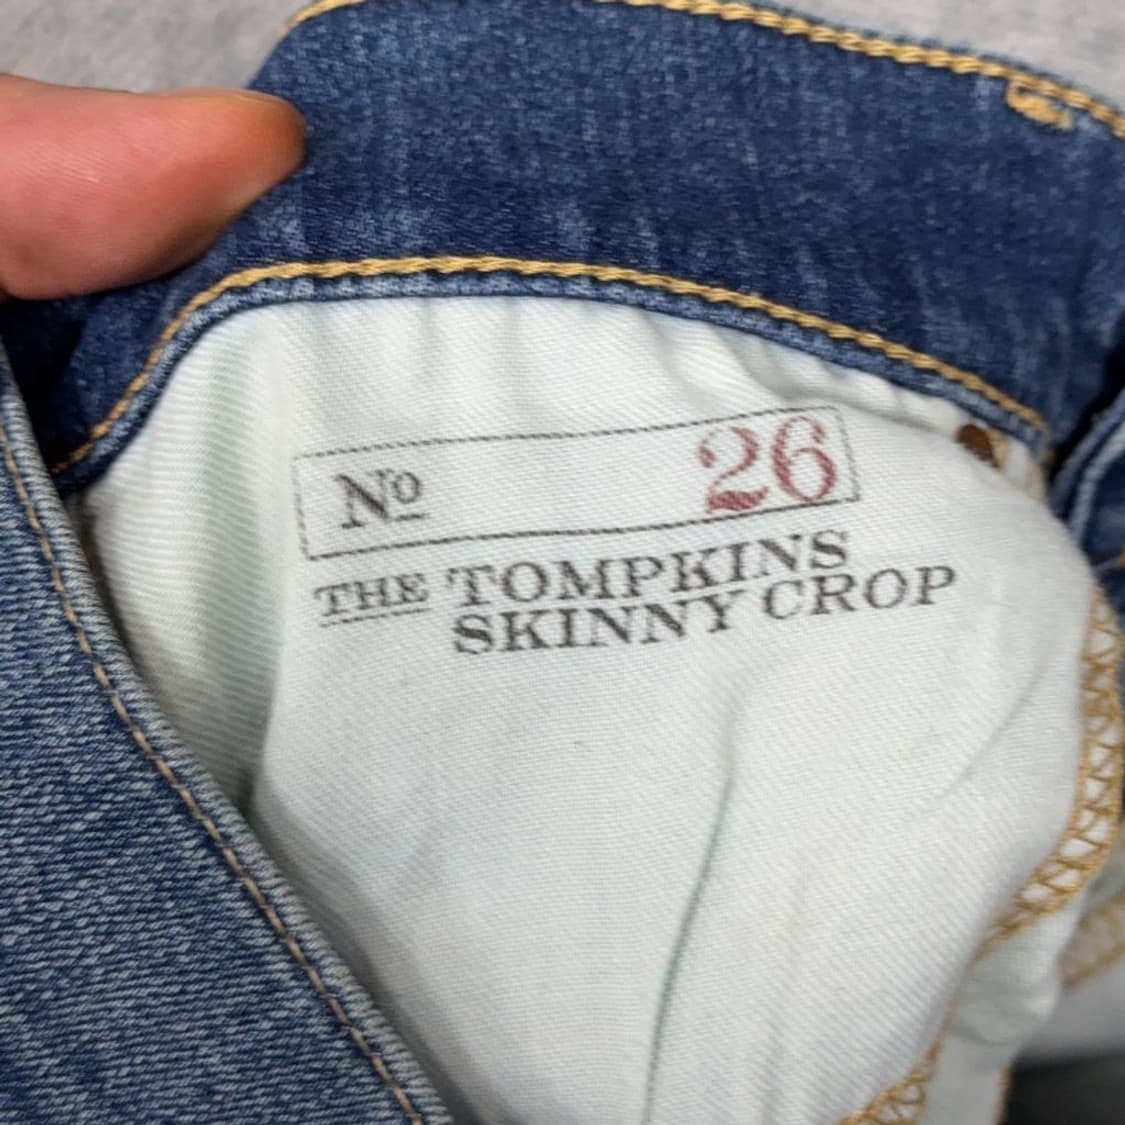 No 26
THE TOMPKINS
SKINNY CROP